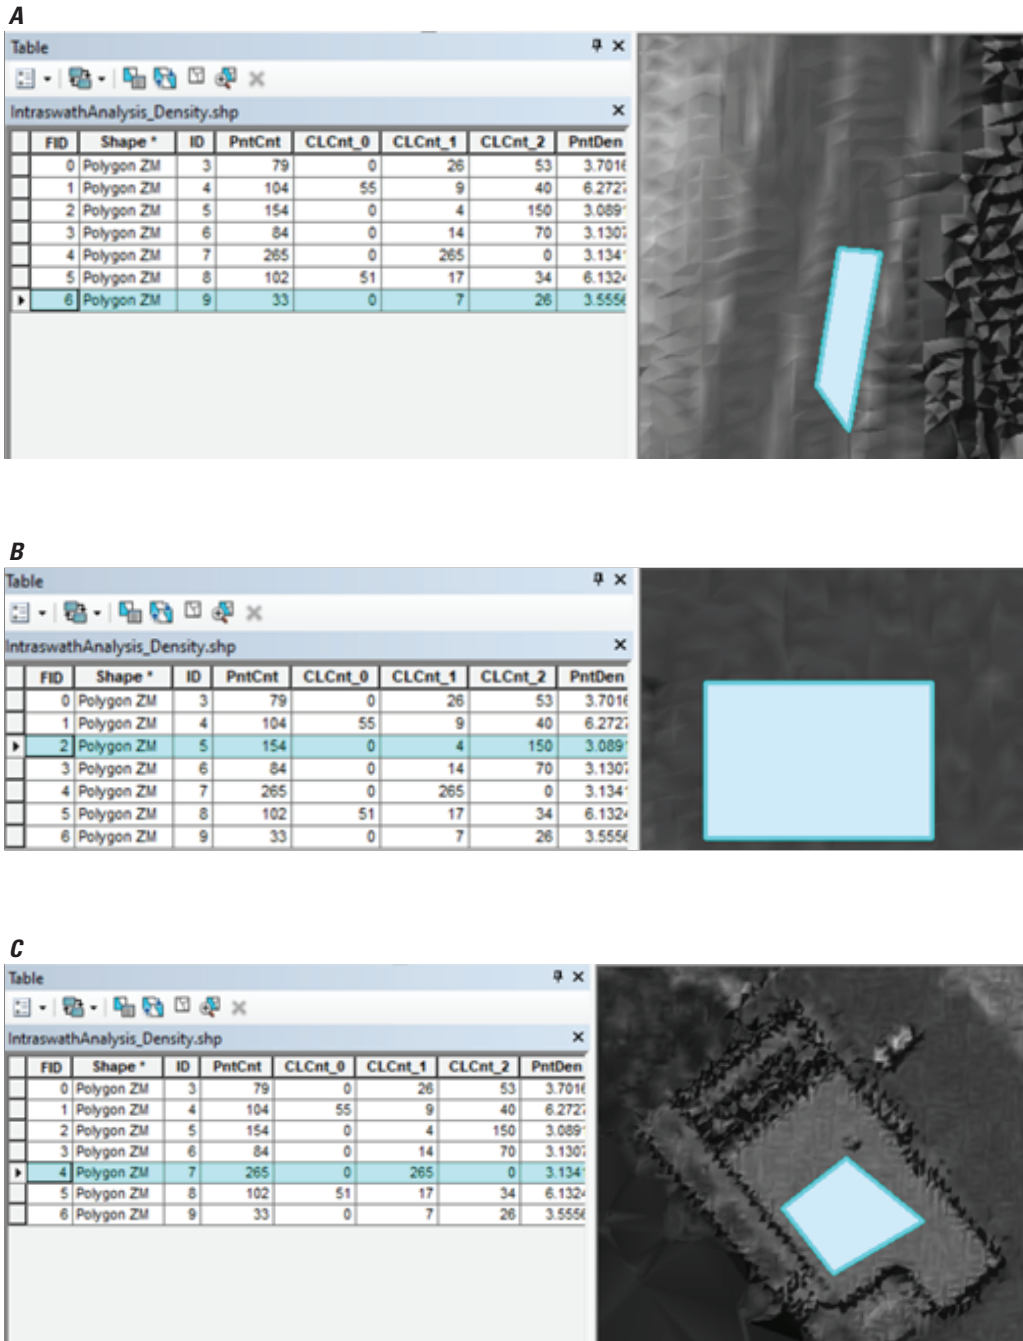 A
Table
IntraswathAnalysis_Density.shp
FID Shape * ID PntCnt CLCnt_0 CLCnt_1 CLCnt_2 PntDen
0 Polygon ZM 3 79 0 26 53 3.7016
1 Polygon ZM 4 104 55 9 40 6.2727
2 Polygon ZM 5 154 0 4 150 3.0891
3 Polygon ZM 6 84 0 14 70 3.1307
4 Polygon ZM 7 265 0 265 0 3.1341
5 Polygon ZM 8 102 51 17 34 6.1324
6 Polygon ZM 9 33 0 7 26 3.5556
B
Table
IntraswathAnalysis_Density.shp
FID Shape * ID PntCnt CLCnt_0 CLCnt_1 CLCnt_2 PntDen
0 Polygon ZM 3 79 0 26 53 3.7016
1 Polygon ZM 4 104 55 9 40 6.2727
2 Polygon ZM 5 154 0 4 150 3.0891
3 Polygon ZM 6 84 0 14 70 3.1307
4 Polygon ZM 7 265 0 265 0 3.1341
5 Polygon ZM 8 102 51 17 34 6.1324
6 Polygon ZM 9 33 0 7 26 3.5556
C
Table
IntraswathAnalysis_Density.shp
FID Shape * ID PntCnt CLCnt_0 CLCnt_1 CLCnt_2 PntDen
0 Polygon ZM 3 79 0 26 53 3.7016
1 Polygon ZM 4 104 55 9 40 6.2727
2 Polygon ZM 5 154 0 4 150 3.0891
3 Polygon ZM 6 84 0 14 70 3.1307
4 Polygon ZM 7 265 0 265 0 3.1341
5 Polygon ZM 8 102 51 17 34 6.1324
6 Polygon ZM 9 33 0 7 26 3.5556